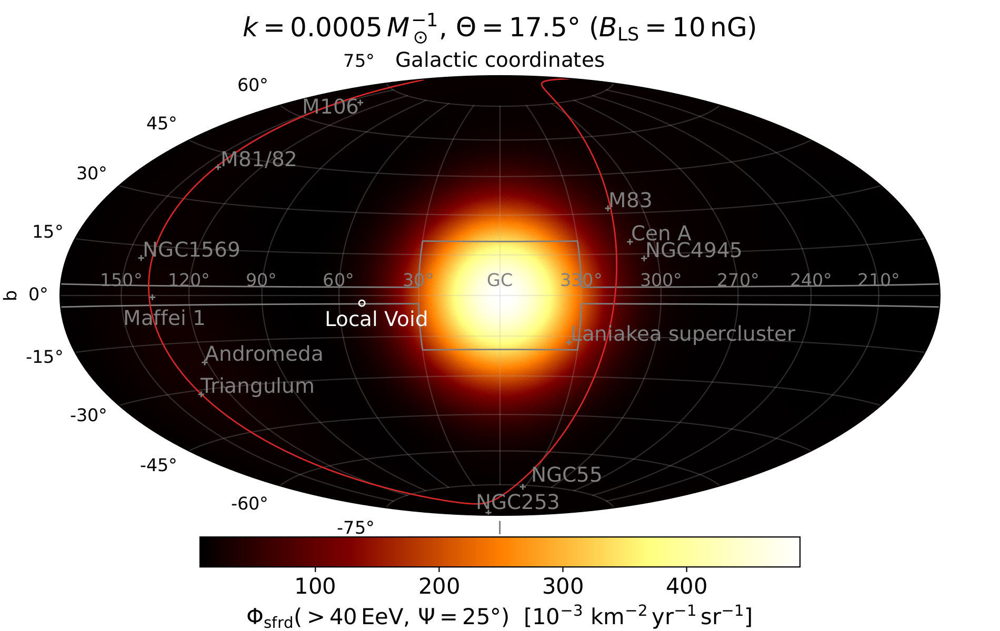 k = 0.0005 M⊙⁻¹, Θ = 17.5° (B_LS = 10 nG)
75° Galactic coordinates
60°
M106
45°
M81/82
30°
M83
15°
Cen A
NGC1569
NGC4945
150° 120° 90° 60° 30° GC 330° 300° 270° 240° 210°
b 0°
Maffei 1
Local Void
Laniakea supercluster
-15°
Andromeda
Triangulum
-30°
-45°
NGC55
NGC253
-60°
-75°
l
100 200 300 400
Φ_sfrd( > 40 EeV, Ψ = 25°) [10⁻³ km⁻² yr⁻¹ sr⁻¹]